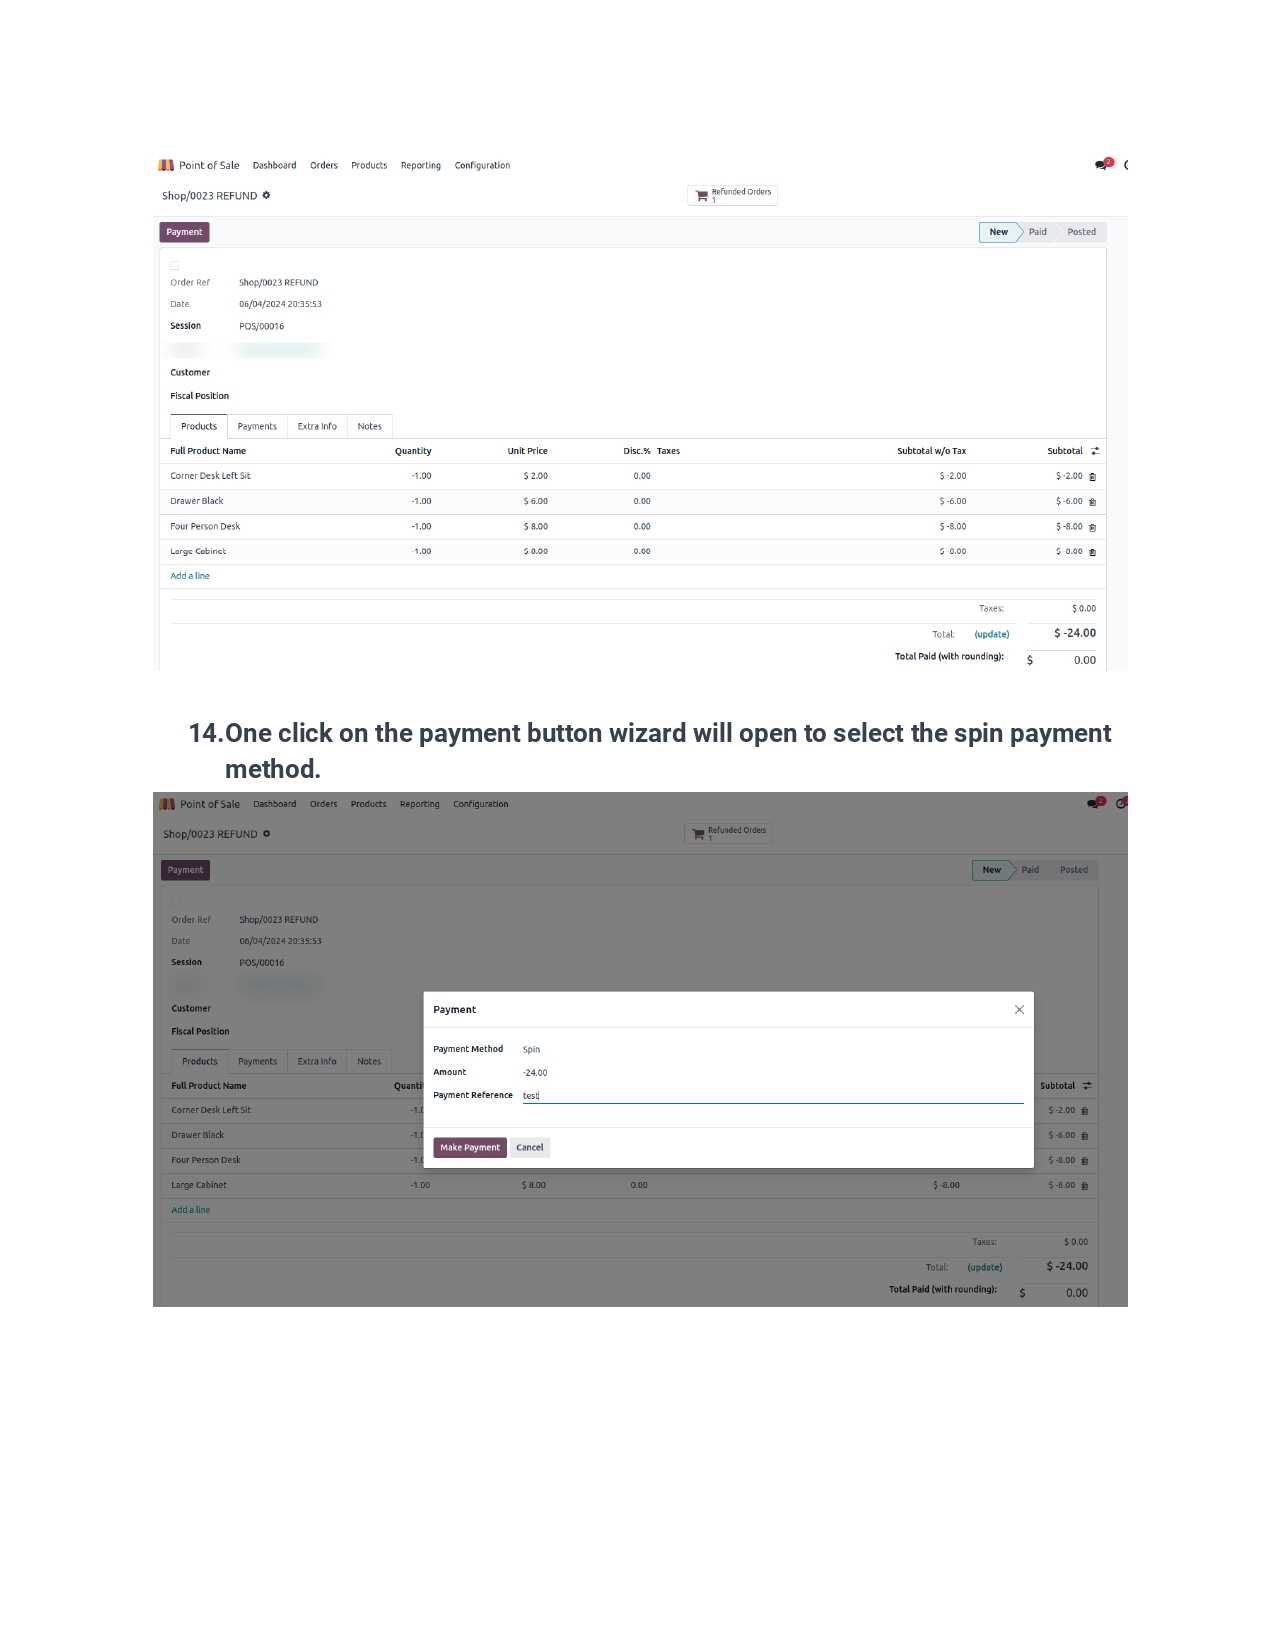 Point of Sale Dashboard Orders Products Reporting Configuration 2
Shop/0023 REFUND Refunded Orders
1
Payment New Paid Posted
Order Ref Shop/0023 REFUND
Date 06/04/2024 20:35:53
Session POS/00016
Customer
Fiscal Position
Products Payments Extra Info Notes
Full Product Name Quantity Unit Price Disc.% Taxes Subtotal w/o Tax Subtotal
Corner Desk Left Sit -1.00 $ 2.00 0.00 $ -2.00 $ -2.00
Drawer Black -1.00 $ 6.00 0.00 $ -6.00 $ -6.00
Four Person Desk -1.00 $ 8.00 0.00 $ -8.00 $ -8.00
Large Cabinet -1.00 $ 8.00 0.00 $ -8.00 $ -8.00
Add a line
Taxes: $ 0.00
Total: (update) $ -24.00
Total Paid (with rounding): $ 0.00
14.One click on the payment button wizard will open to select the spin payment
method.
Point of Sale Dashboard Orders Products Reporting Configuration
Shop/0023 REFUND Refunded Orders
1
Payment New Paid Posted
Order Ref Shop/0023 REFUND
Date 06/04/2024 20:35:53
Session POS/00016
Customer
Fiscal Position
Payment
Payment Method Spin
Amount -24.00
Payment Reference test
Make Payment Cancel
Products Payments Extra Info Notes
Full Product Name Subtotal
Corner Desk Left Sit $ -2.00
Drawer Black $ -6.00
Four Person Desk $ -8.00
Large Cabinet -1.00 $ 8.00 0.00 $ -8.00 $ -8.00
Add a line
Taxes: $ 0.00
Total: (update) $ -24.00
Total Paid (with rounding): $ 0.00